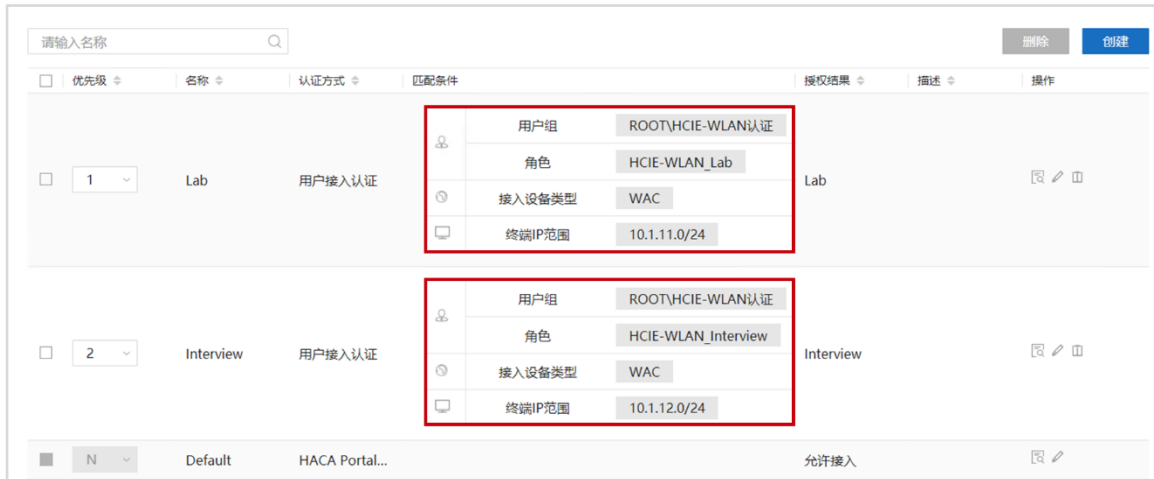 请输入名称 删除 创建
优先级 名称 认证方式 匹配条件 授权结果 描述 操作
用户组 ROOT\HCIE-WLAN认证
角色 HCIE-WLAN_Lab
1 Lab 用户接入认证 Lab
接入设备类型 WAC
终端IP范围 10.1.11.0/24
用户组 ROOT\HCIE-WLAN认证
角色 HCIE-WLAN_Interview
2 Interview 用户接入认证 Interview
接入设备类型 WAC
终端IP范围 10.1.12.0/24
N Default HACA Portal... 允许接入